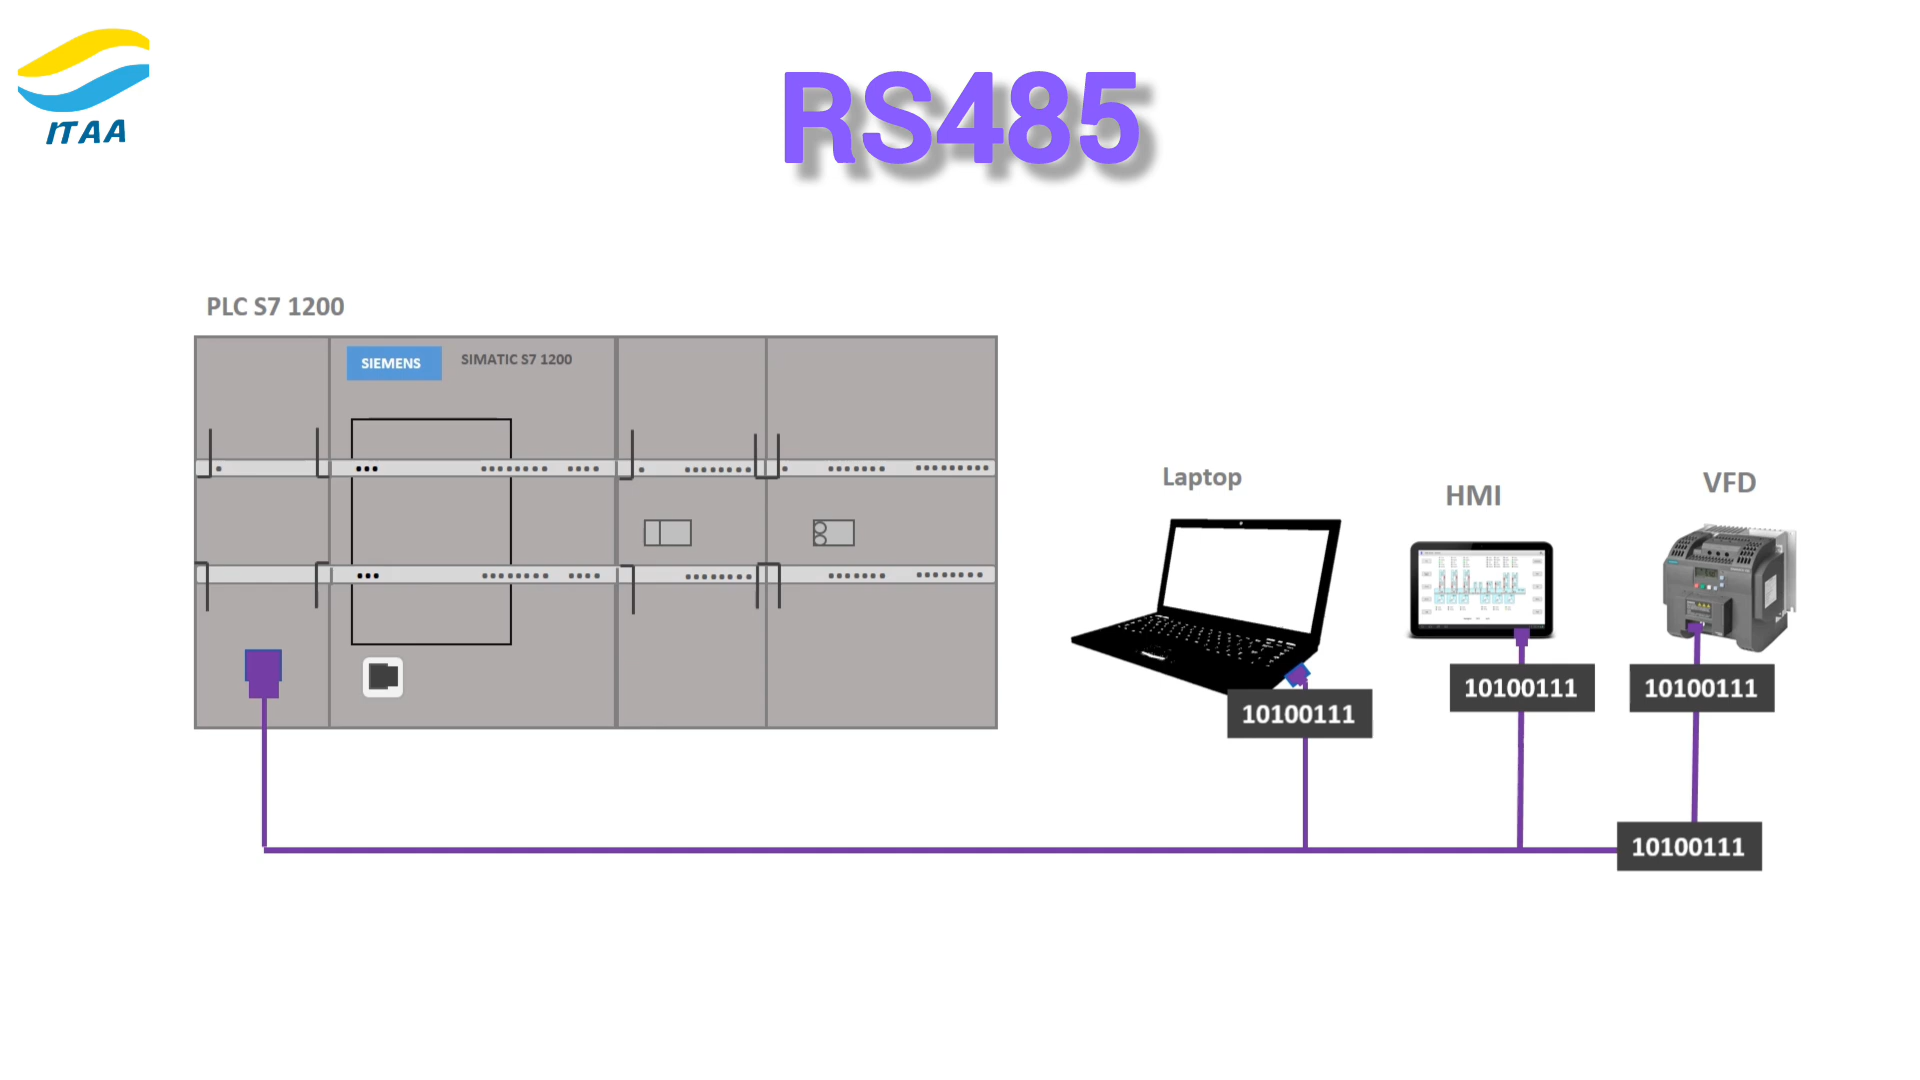 ITAA
RS485
PLC S7 1200
SIEMENS
SIMATIC S7 1200
Laptop
HMI
VFD
10100111
10100111
10100111
10100111